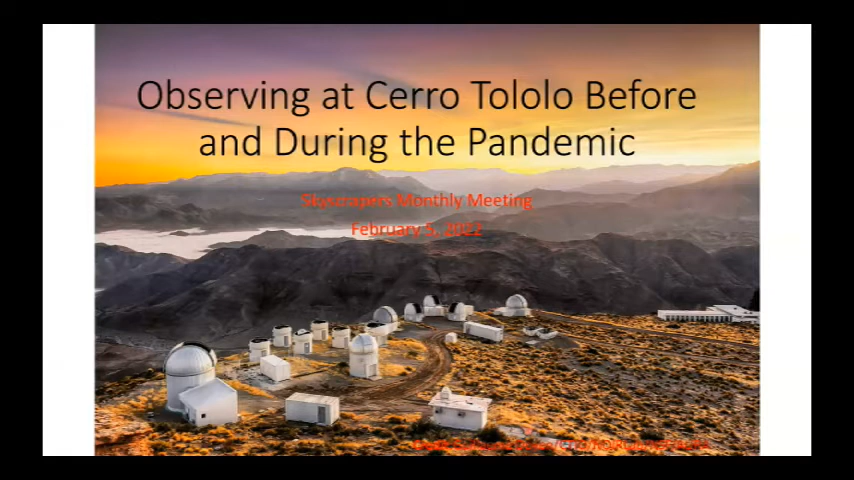 Observing at Cerro Tololo Before
and During the Pandemic
Skyscrapers Monthly Meeting
February 5, 2022